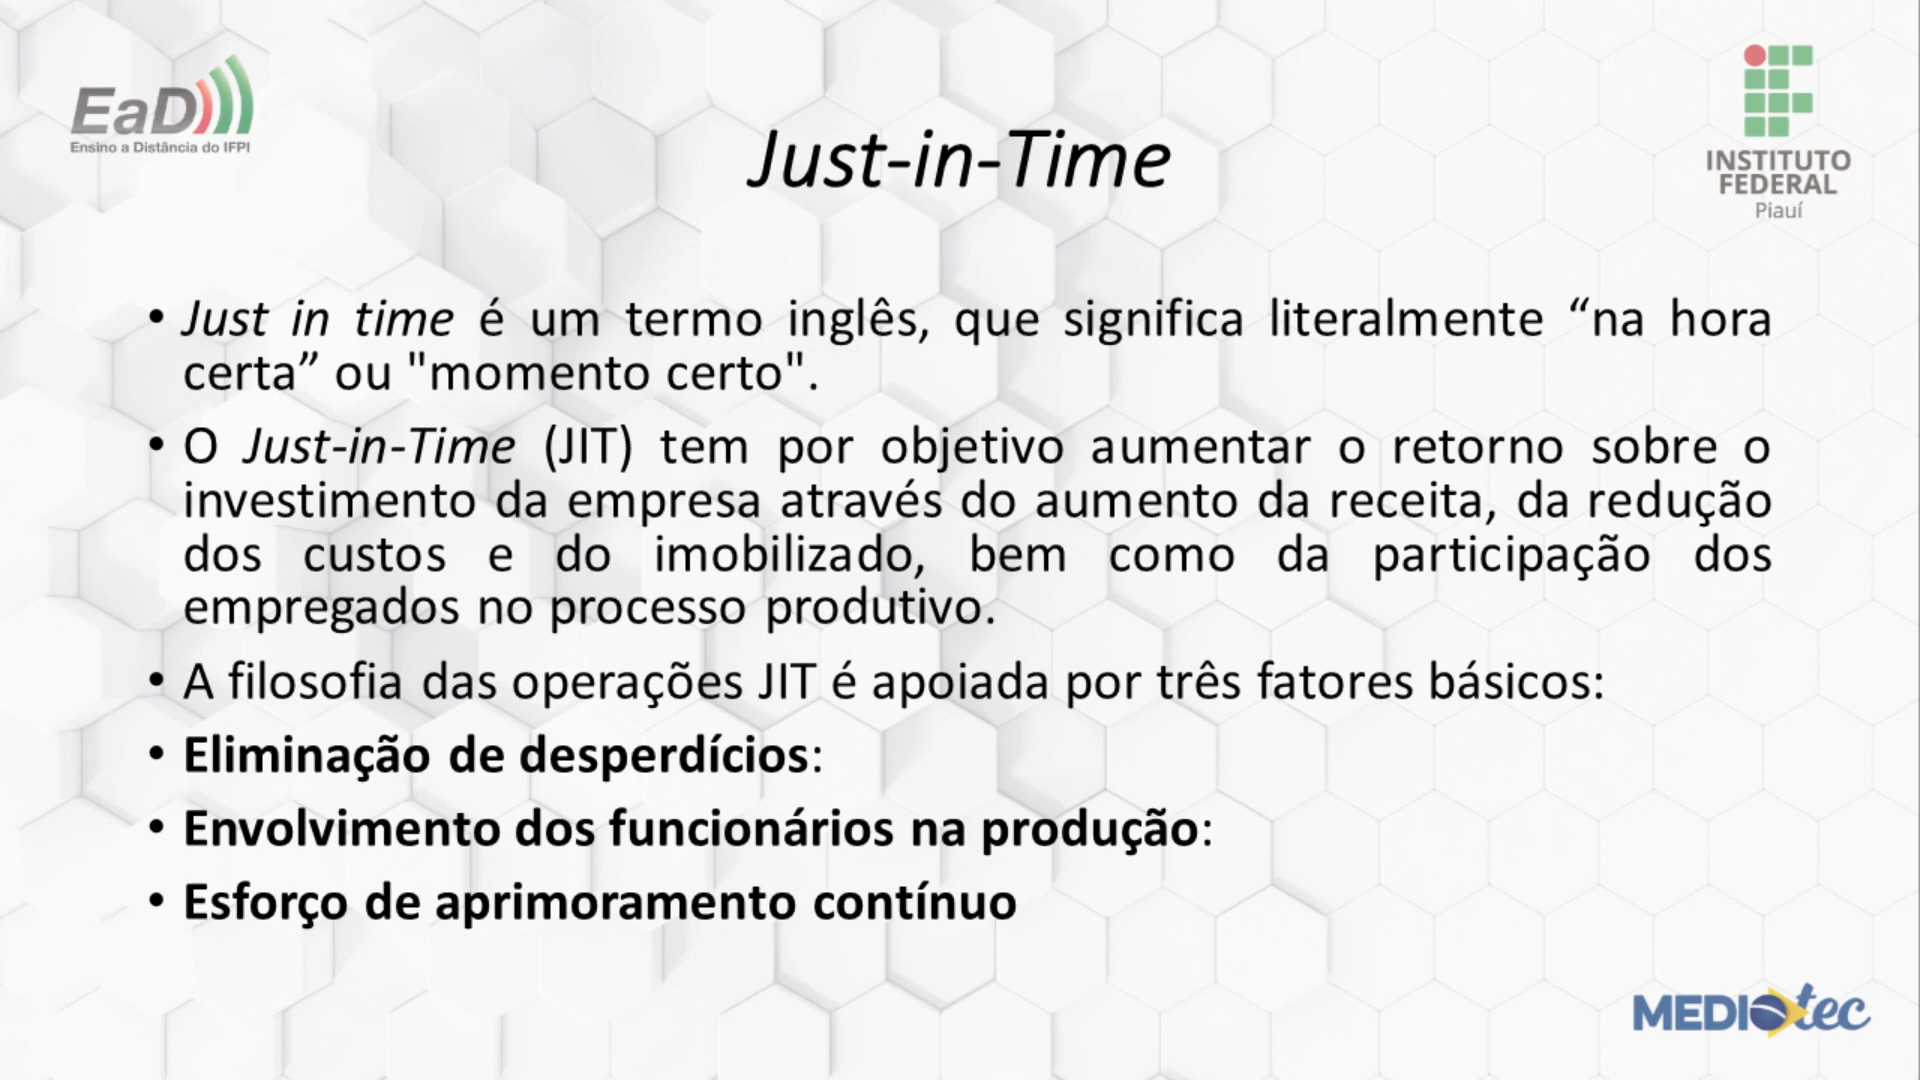 EaD
Ensino a Distância do IFPI
INSTITUTO
FEDERAL
Piauí
Just-in-Time
• Just in time é um termo inglês, que significa literalmente “na hora
certa” ou "momento certo".
• O Just-in-Time (JIT) tem por objetivo aumentar o retorno sobre o
investimento da empresa através do aumento da receita, da redução
dos custos e do imobilizado, bem como da participação dos
empregados no processo produtivo.
• A filosofia das operações JIT é apoiada por três fatores básicos:
• Eliminação de desperdícios:
• Envolvimento dos funcionários na produção:
• Esforço de aprimoramento contínuo
MEDIOtec